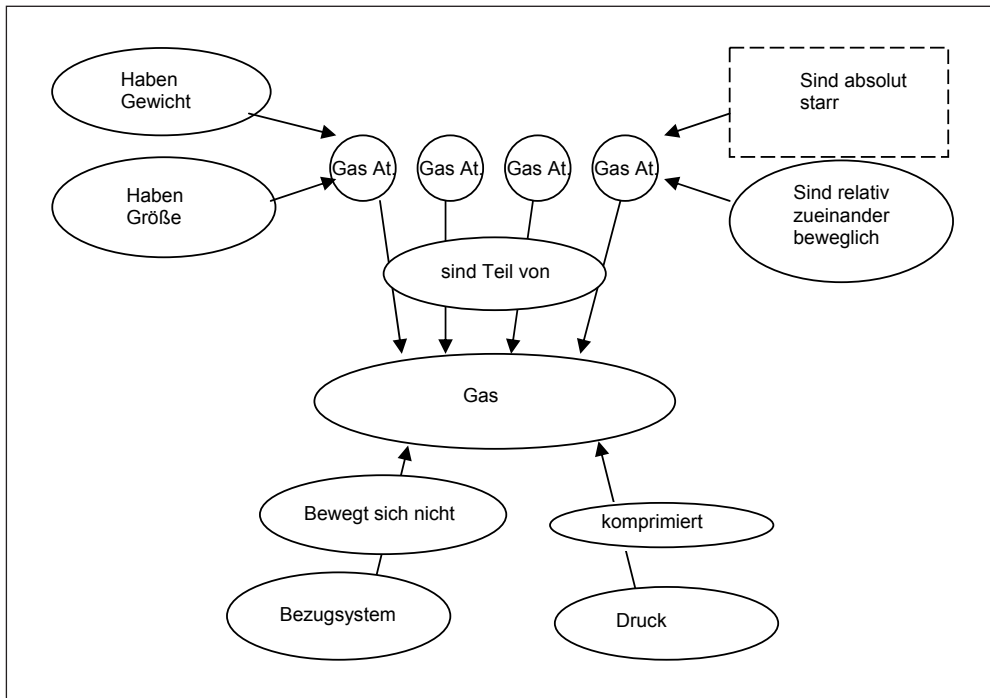 Haben
Gewicht
Sind absolut
starr
Gas At.
Gas At.
Gas At.
Gas At.
Haben
Größe
Sind relativ
zueinander
beweglich
sind Teil von
Gas
Bewegt sich nicht
komprimiert
Bezugsystem
Druck